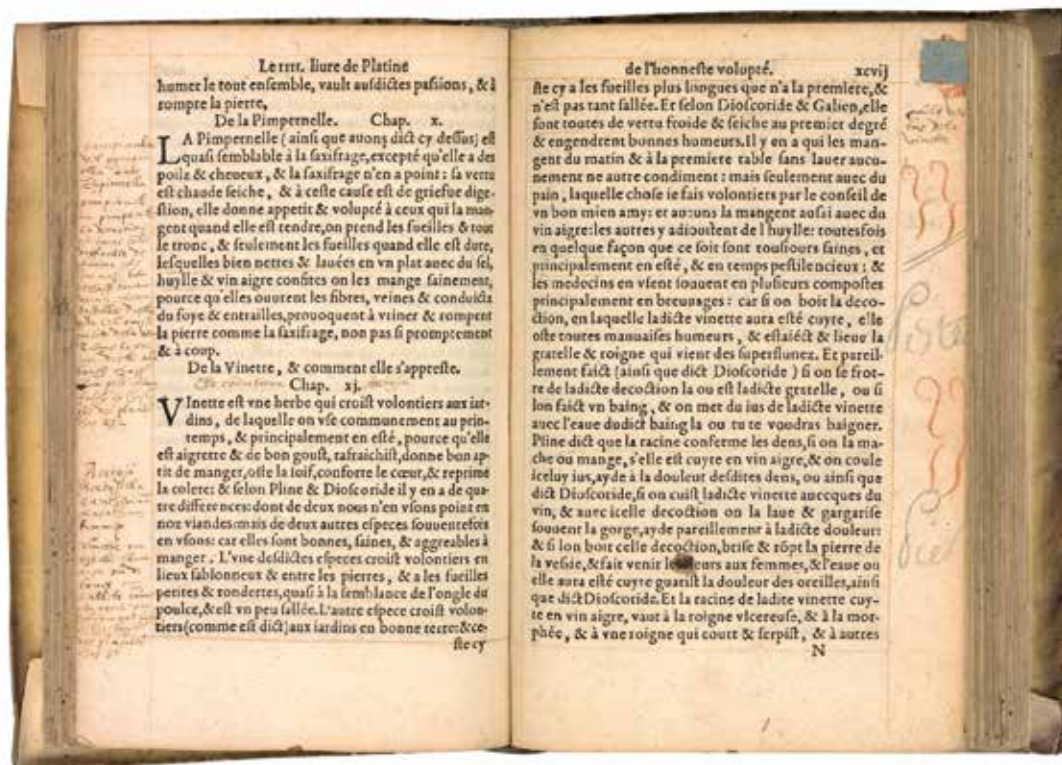 Le IIII. liure de Platine
humer le tout ensemble, vault ausdictes passions, & à
rompre la pierre,
De la Pimpernelle. Chap. x.
LA Pimpernelle (ainsi que auons dict cy dessus) est
quasi semblable à la saxifrage, excepté qu'elle a des
poilz & cheueux, & la saxifrage n'en a point: sa vertu
est chaude seiche, & à ceste cause est de griefue dige-
stion, elle donne appetit & volupté à ceux qui la man-
gent quand elle est tendre, on prend les fueilles & tout
le tronc, & seulement les fueilles quand elle est dure,
lesquelles bien nettes & lauées en vn plat auec du sel,
huylle & vin aigre confites on les mange sainement,
pource qu'elles ouurent les fibres, veines & conduicts
du foye & entrailles, prouoquent à vriner & rompent
la pierre comme la saxifrage, non pas si promptement
& à coup.
De la Vinette, & comment elle s'appreste.
Chap. xj.
VInette est vne herbe qui croist volontiers aux iar-
dins, de laquelle on vse communement au prin-
temps, & principalement en esté, pource qu'elle
est aigrette & de bon goust, rafraichist, donne bon ap-
tit de manger, oste la soif, conforte le cœur, & reprime
la colere: & selon Pline & Dioscoride il y en a de qua-
tre differences: dont de deux nous n'en vsons point en
noz viandes: mais de deux autres especes souuentefois
en vsons: car elles sont bonnes, saines, & aggreables à
manger. L'vne desdictes especes croist volontiers en
lieux sablonneux & entre les pierres, & a les fueilles
petites & rondettes, quasi à la semblance de l'ongle du
poulce, & est vn peu sallée. L'autre espece croist volon-
tiers (comme est dict) aux iardins en bonne terre: & ce-
ste cy
de l'honneste volupté. xcvij
ste cy a les fueilles plus longues que n'a la premiere, &
n'est pas tant sallée. Et selon Dioscoride & Galien, elle
sont toutes de vertu froide & seiche au premier degré
& engendrent bonnes humeurs. Il y en a qui les man-
gent du matin & à la premiere table sans lauer aucu-
nement ne autre condiment: mais seulement auec du
pain, laquelle chose ie fais volontiers par le conseil de
vn bon mien amy: et aucuns la mangent aussi auec du
vin aigre: les autres y adioustent de l'huylle: toutesfois
en quelque façon que ce soit sont tousiours saines, et
principalement en esté, & en temps pestilencieux: &
les medecins en vsent souuent en plusieurs compostes
principalement en breuuages: car si on boit la deco-
ction, en laquelle ladicte vinette aura esté cuyte, elle
oste toutes mauuaises humeurs, & estaiéct & lieue la
gratelle & roigne qui vient des superflunez. Et pareil-
lement faict (ainsi que dict Dioscoride) si on se frot-
te de ladicte decoction la ou est ladicte gratelle, ou si
lon faict vn baing, & on met du ius de ladicte vinette
auec l'eaue dudict baing la ou tu te voudras baigner.
Pline dict que la racine conferme les dens, si on la ma-
che ou mange, s'elle est cuyte en vin aigre, & on coule
iceluy ius, ayde à la douleur desdites dens, ou ainsi que
dict Dioscoride, si on cuist ladicte vinette auecques du
vin, & auec icelle decoction on la laue & gargarise
souuent la gorge, ayde pareillement à ladicte douleur:
& si lon boit celle decoction, brise & rõpt la pierre de
la veside, & fait venir les fleurs aux femmes, & l'eaue ou
elle aura esté cuyte guarist la douleur des oreilles, ainsi
que dict Dioscoride. Et la racine de ladite vinette cuy-
te en vin aigre, vaut à la roigne vlcereuse, & à la mor-
phée, & à vne roigne qui court & serpist, & à autres
N